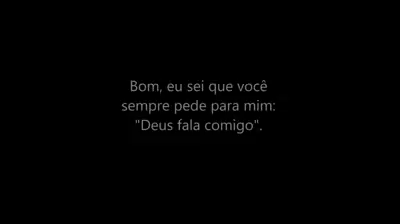 Bom, eu sei que você
sempre pede para mim:
"Deus fala comigo".